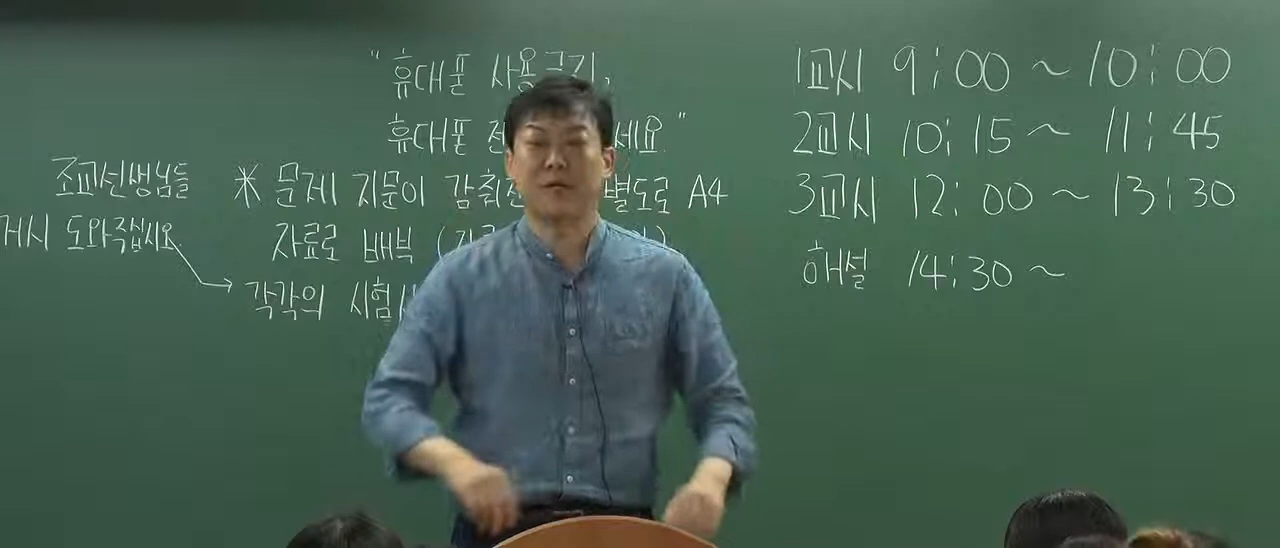 "휴대폰 사용금지,
휴대폰 세요"
조교선생님들
거시 도와주십시오
※ 문제 지문이 감춰진 별도로 A4
자료로 배부
각각의 시험
1교시 9:00 ~ 10:00
2교시 10:15 ~ 11:45
3교시 12:00 ~ 13:30
해설 14:30 ~